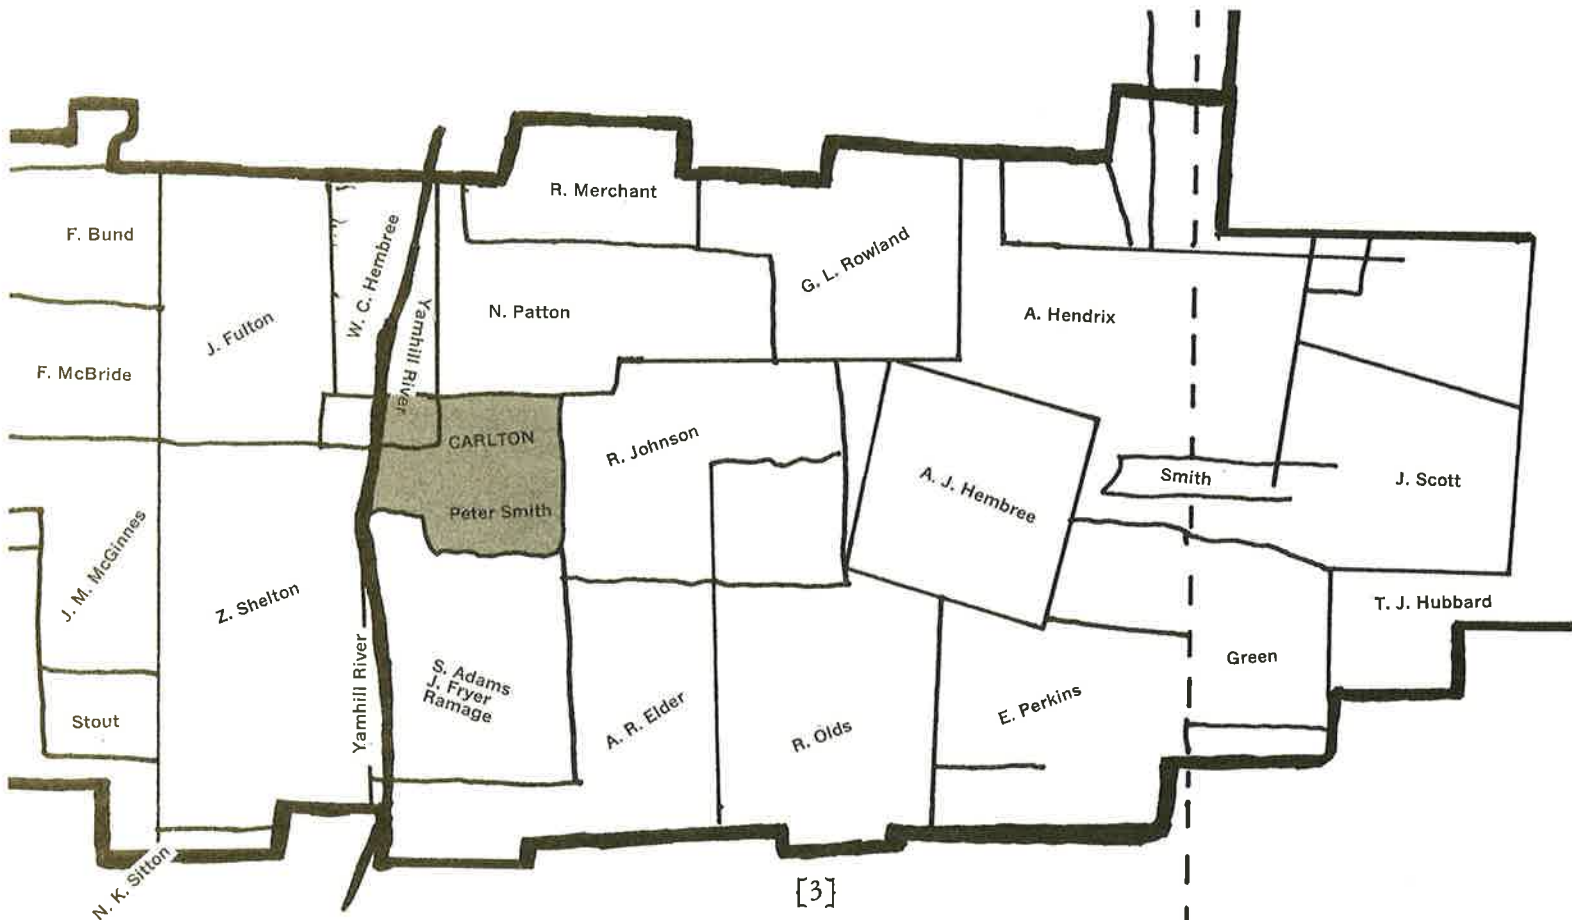 R. Merchant
F. Bund
W. C. Hembree
G. L. Rowland
J. Fulton
Yamhill River
N. Patton
A. Hendrix
F. McBride
CARLTON
R. Johnson
Peter Smith
A. J. Hembree
Smith
J. Scott
J. M. McGinnes
Z. Shelton
T. J. Hubbard
Yamhill River
S. Adams
J. Fryer
Ramage
Green
Stout
A. R. Elder
R. Olds
E. Perkins
N. K. Sitton
[3]